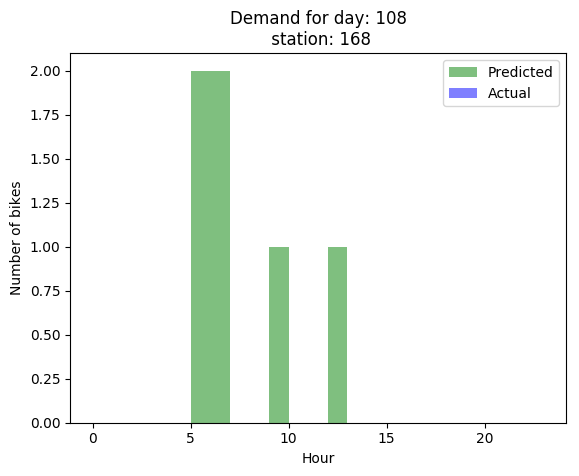 Demand for day: 108
station: 168
Predicted
Actual
Number of bikes
2.00
1.75
1.50
1.25
1.00
0.75
0.50
0.25
0.00
0 5 10 15 20
Hour